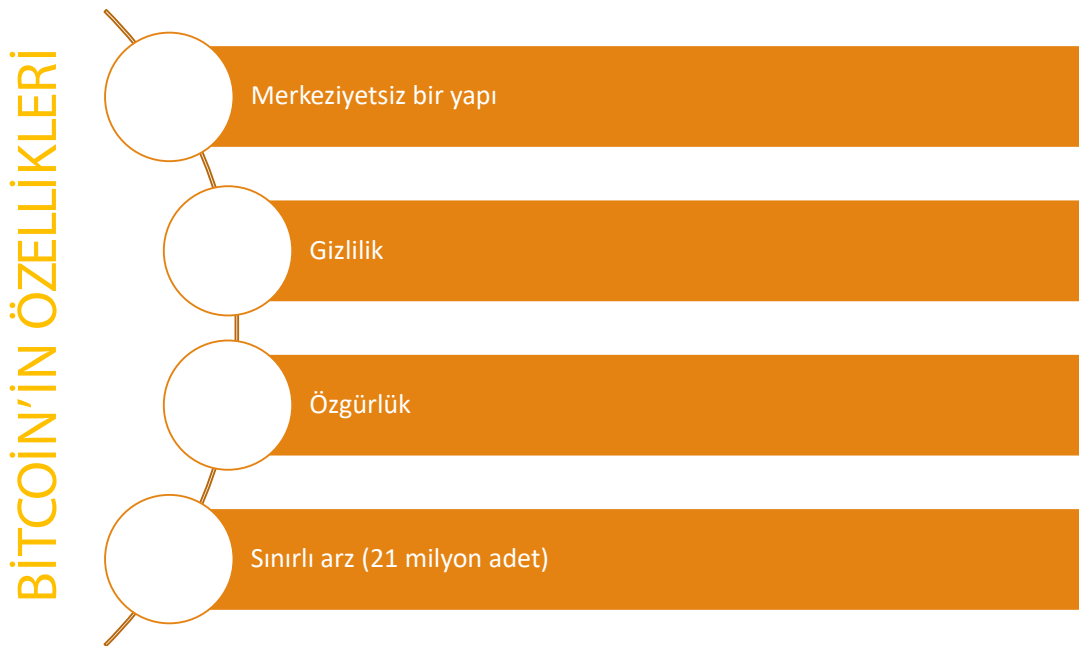 BİTCOİN'İN ÖZELLİKLERİ
Merkeziyetsiz bir yapı
Gizlilik
Özgürlük
Sınırlı arz (21 milyon adet)